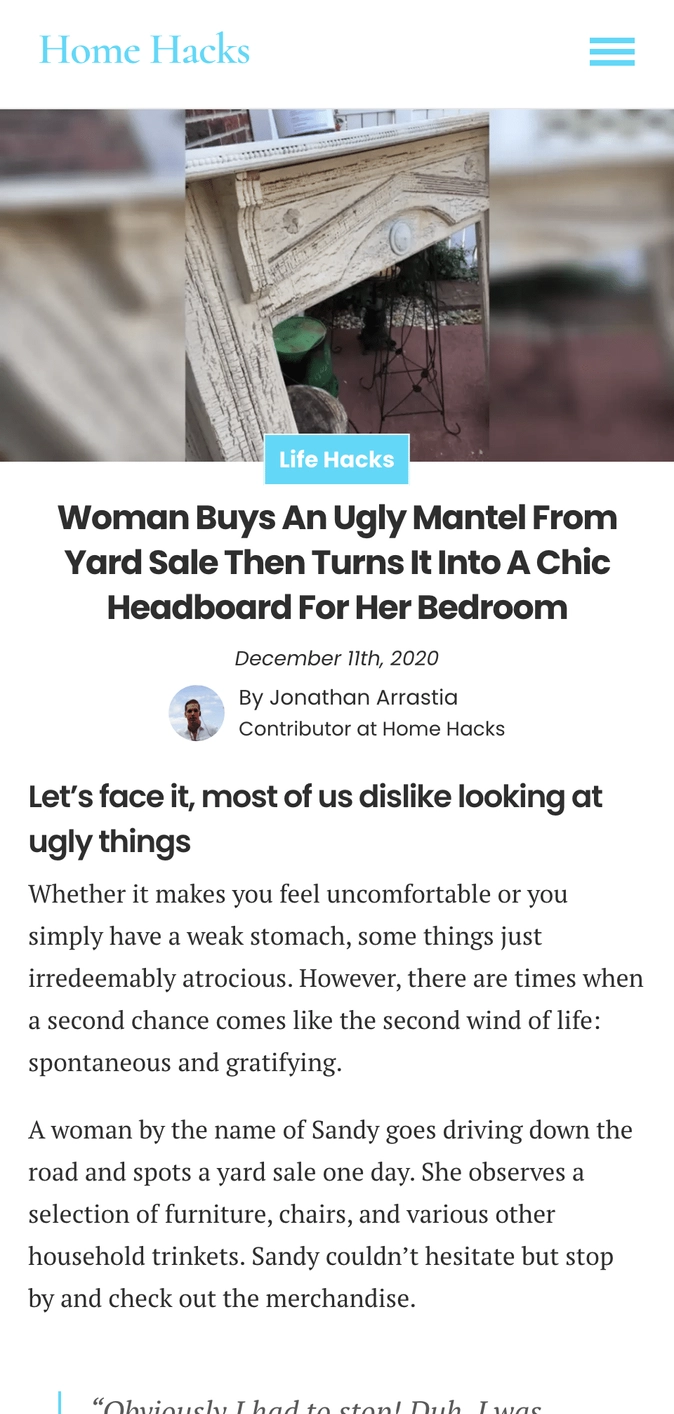 Home Hacks
Life Hacks
Woman Buys An Ugly Mantel From
Yard Sale Then Turns It Into A Chic
Headboard For Her Bedroom
December 11th, 2020
By Jonathan Arrastia
Contributor at Home Hacks
Let’s face it, most of us dislike looking at
ugly things
Whether it makes you feel uncomfortable or you
simply have a weak stomach, some things just
irredeemably atrocious. However, there are times when
a second chance comes like the second wind of life:
spontaneous and gratifying.
A woman by the name of Sandy goes driving down the
road and spots a yard sale one day. She observes a
selection of furniture, chairs, and various other
household trinkets. Sandy couldn’t hesitate but stop
by and check out the merchandise.
“Obviously I had to stop! Duh. I was